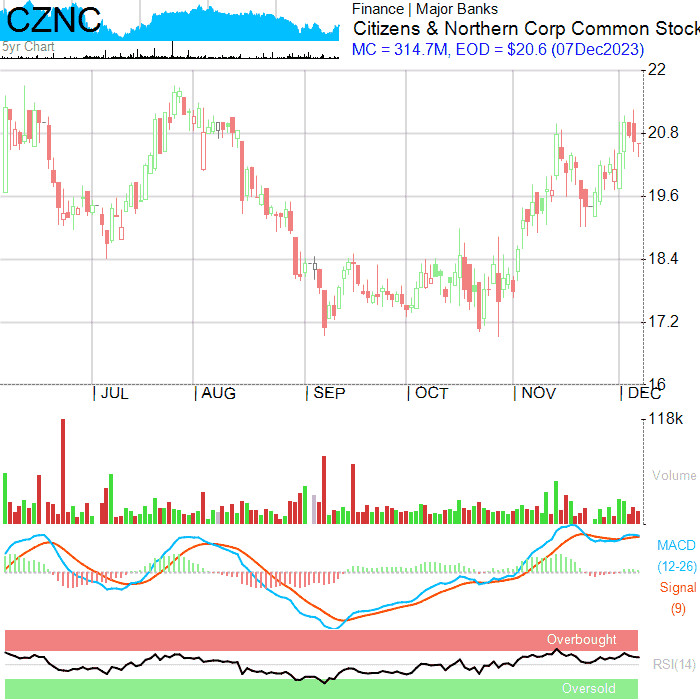 CZNC
5yr Chart
Finance | Major Banks
Citizens & Northern Corp Common Stock
MC = 314.7M, EOD = $20.6 (07Dec2023)
22
20.8
19.6
18.4
17.2
16
| JUL | AUG | SEP | OCT | NOV | DEC
118k
Volume
MACD
(12-26)
Signal
(9)
Overbought
RSI(14)
Oversold